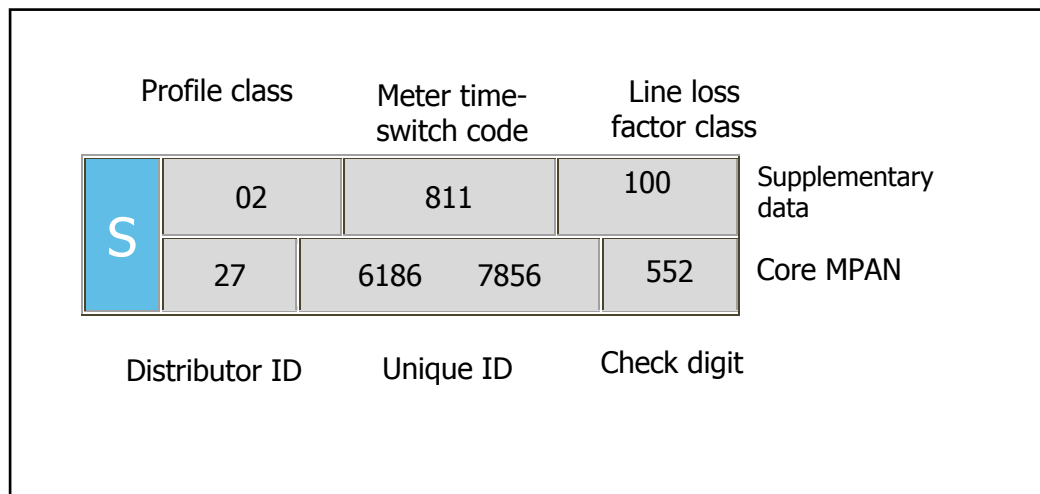 Profile class
Meter time-
switch code
Line loss
factor class
S
02
811
100
Supplementary
data
27
6186 7856
552
Core MPAN
Distributor ID
Unique ID
Check digit